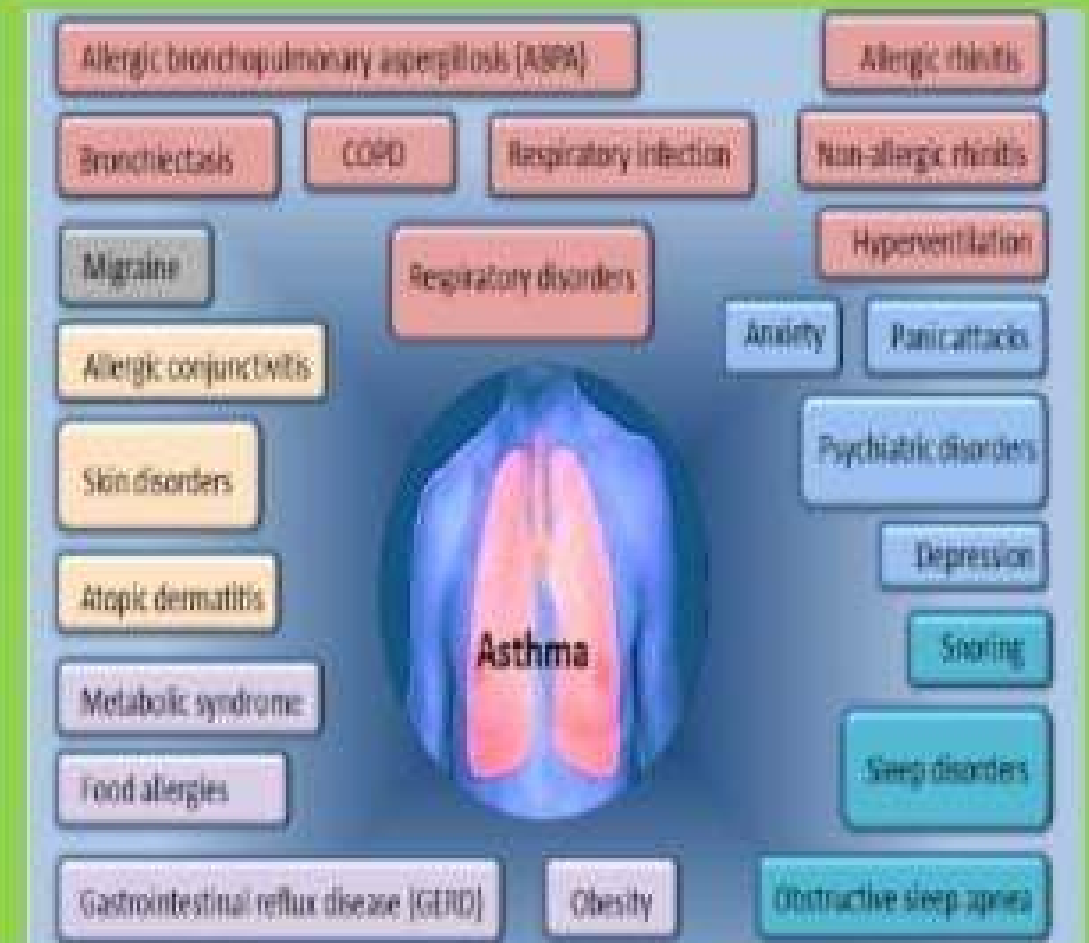 Allergic bronchopulmonary aspergillosis (ABPA)
Allergic rhinitis
Bronchiectasis
COPD
Respiratory infection
Non-allergic rhinitis
Migraine
Respiratory disorders
Hyperventilation
Anxiety
Panic attacks
Allergic conjunctivitis
Psychiatric disorders
Skin disorders
Depression
Atopic dermatitis
Snoring
Asthma
Metabolic syndrome
Sleep disorders
Food allergies
Gastrointestinal reflux disease (GERD)
Obesity
Obstructive sleep apnea